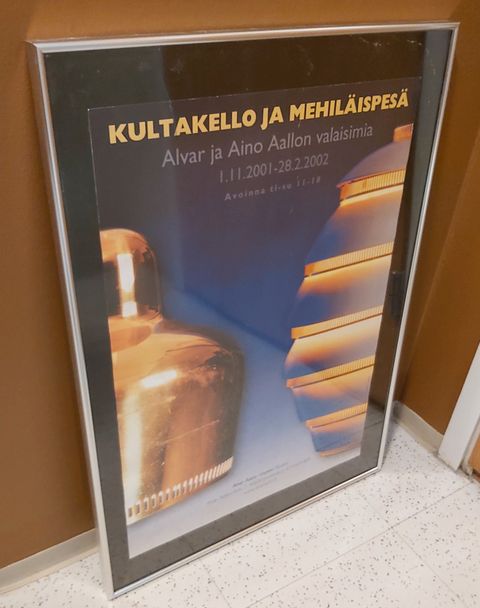 KULTAKELLO JA MEHILÄISPESÄ
Alvar ja Aino Aallon valaisimia
1.11.2001-28.2.2002
Avoinna ti-su 11-18